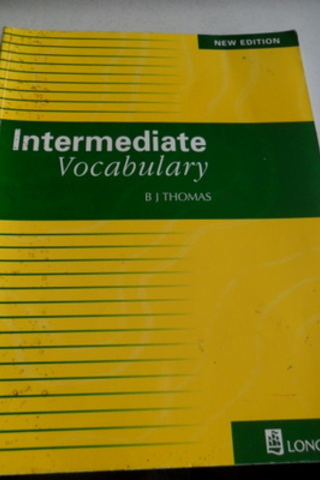 NEW EDITION
Intermediate
Vocabulary
B J THOMAS
LONG